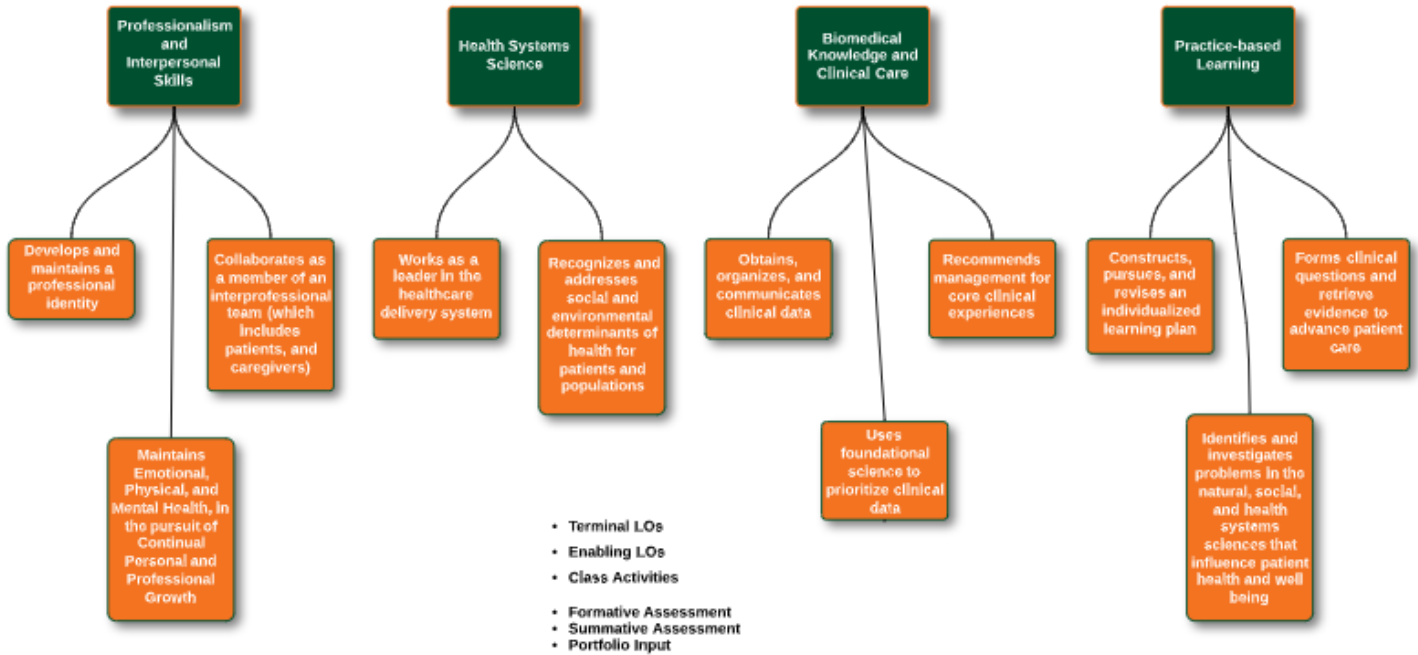 Professionalism
and
Interpersonal
Skills
Health Systems
Science
Biomedical
Knowledge and
Clinical Care
Practice-based
Learning
Develops and
maintains a
professional
identity
Collaborates as
a member of an
interprofessional
team (which
includes
patients, and
caregivers)
Works as a
leader in the
healthcare
delivery system
Recognizes and
addresses
social and
environmental
determinants of
health for
patients and
populations
Obtains,
organizes, and
communicates
clinical data
Recommends
management for
core clinical
experiences
Constructs,
pursues, and
revises an
individualized
learning plan
Forms clinical
questions and
retrieve
evidence to
advance patient
care
Maintains
Emotional,
Physical, and
Mental Health, in
the pursuit of
Continual
Personal and
Professional
Growth
Uses
foundational
science to
prioritize clinical
data
Identifies and
investigates
problems in the
natural, social,
and health
systems
sciences that
influence patient
health and well
being
• Terminal LOs
• Enabling LOs
• Class Activities
• Formative Assessment
• Summative Assessment
• Portfolio Input